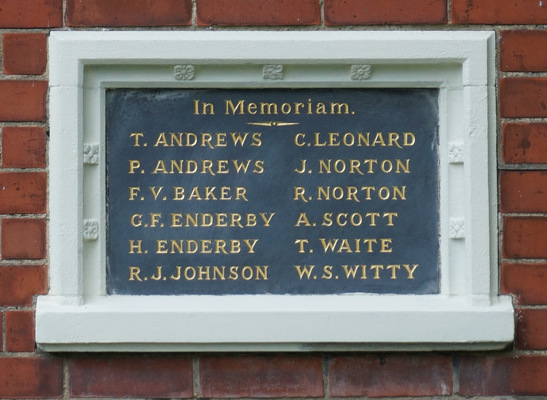 In Memoriam.
T. ANDREWS
P. ANDREWS
F. V. BAKER
G. F. ENDERBY
H. ENDERBY
R. J. JOHNSON
C. LEONARD
J. NORTON
R. NORTON
A. SCOTT
T. WAITE
W. S. WITTY